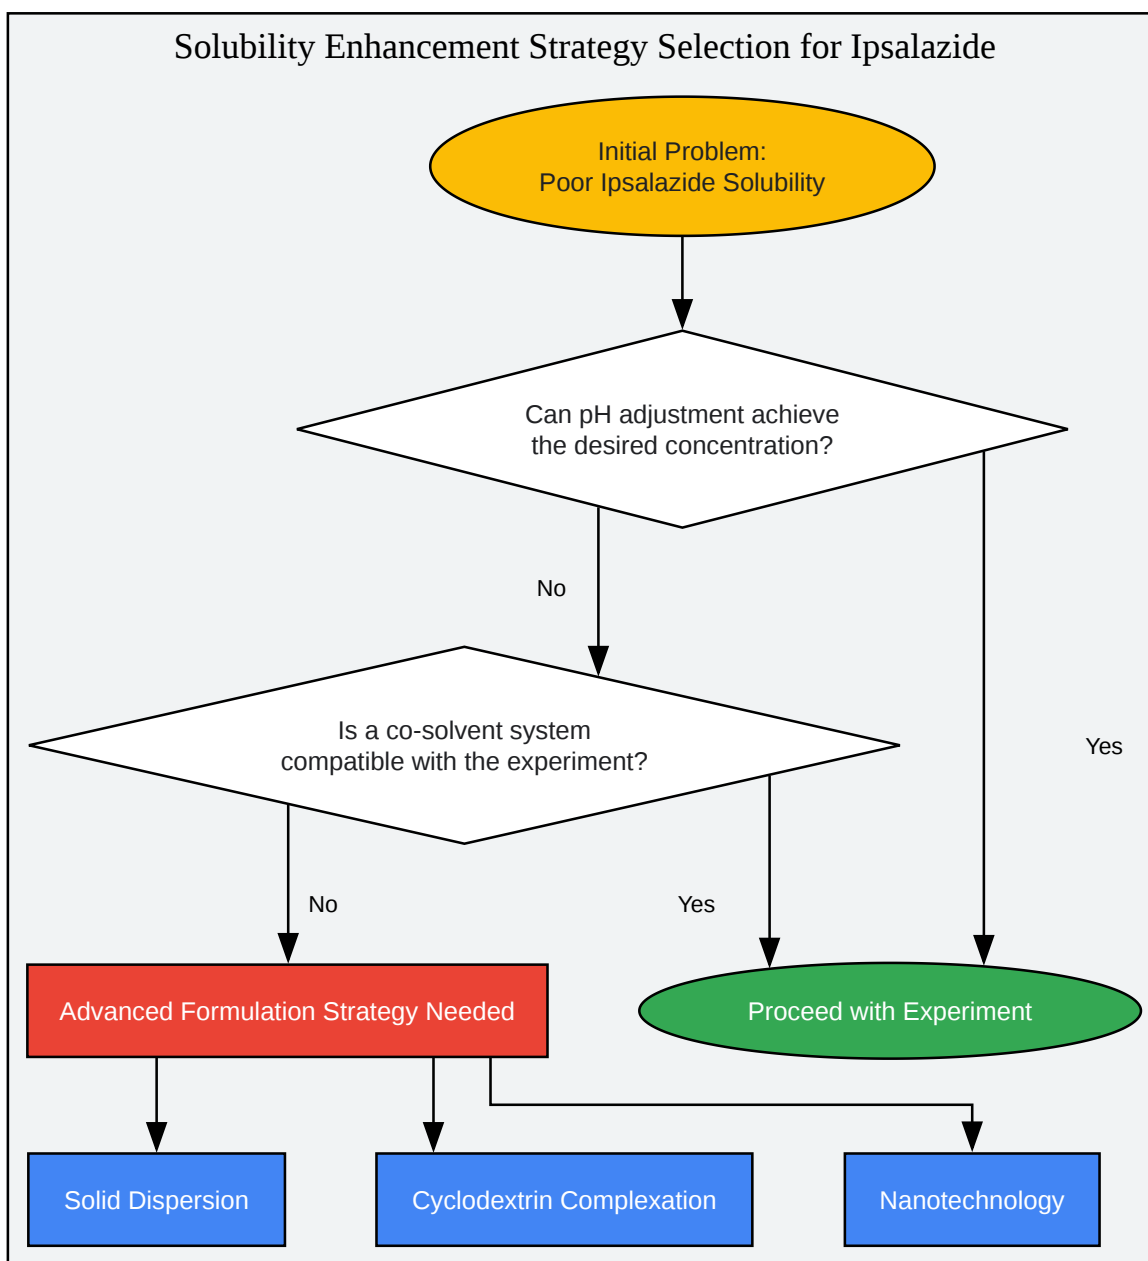 Solubility Enhancement Strategy Selection for Ipsalazide
Initial Problem:
Poor Ipsalazide Solubility
Can pH adjustment achieve
the desired concentration?
No
Yes
Is a co-solvent system
compatible with the experiment?
No
Yes
Advanced Formulation Strategy Needed
Proceed with Experiment
Solid Dispersion
Cyclodextrin Complexation
Nanotechnology